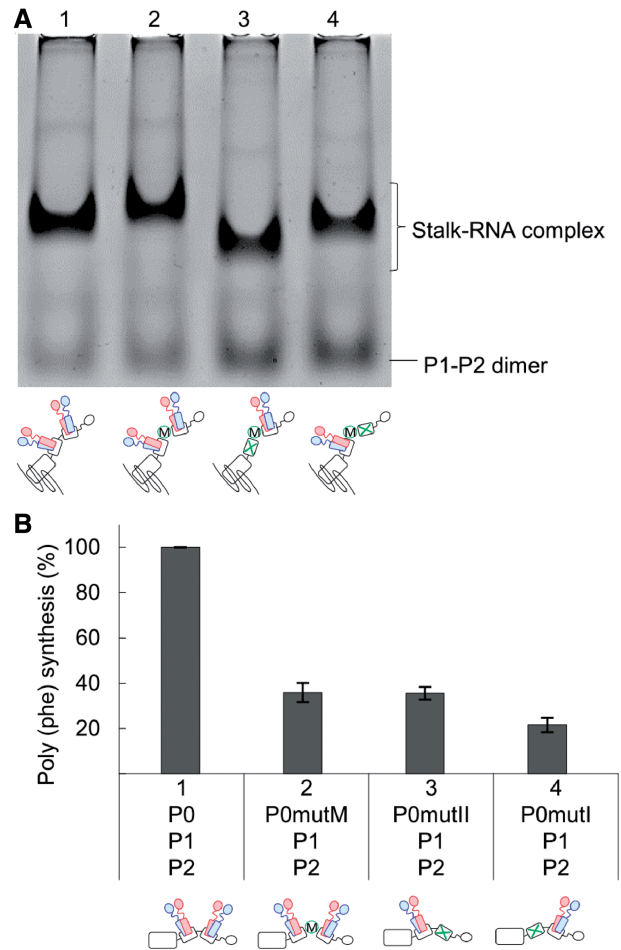 A
1 2 3 4
Stalk-RNA complex
P1-P2 dimer
M M M
B
Poly (phe) synthesis (%)
100
80
60
40
20
1 2 3 4
P0 P0mutM P0mutII P0mutI
P1 P1 P1 P1
P2 P2 P2 P2
M